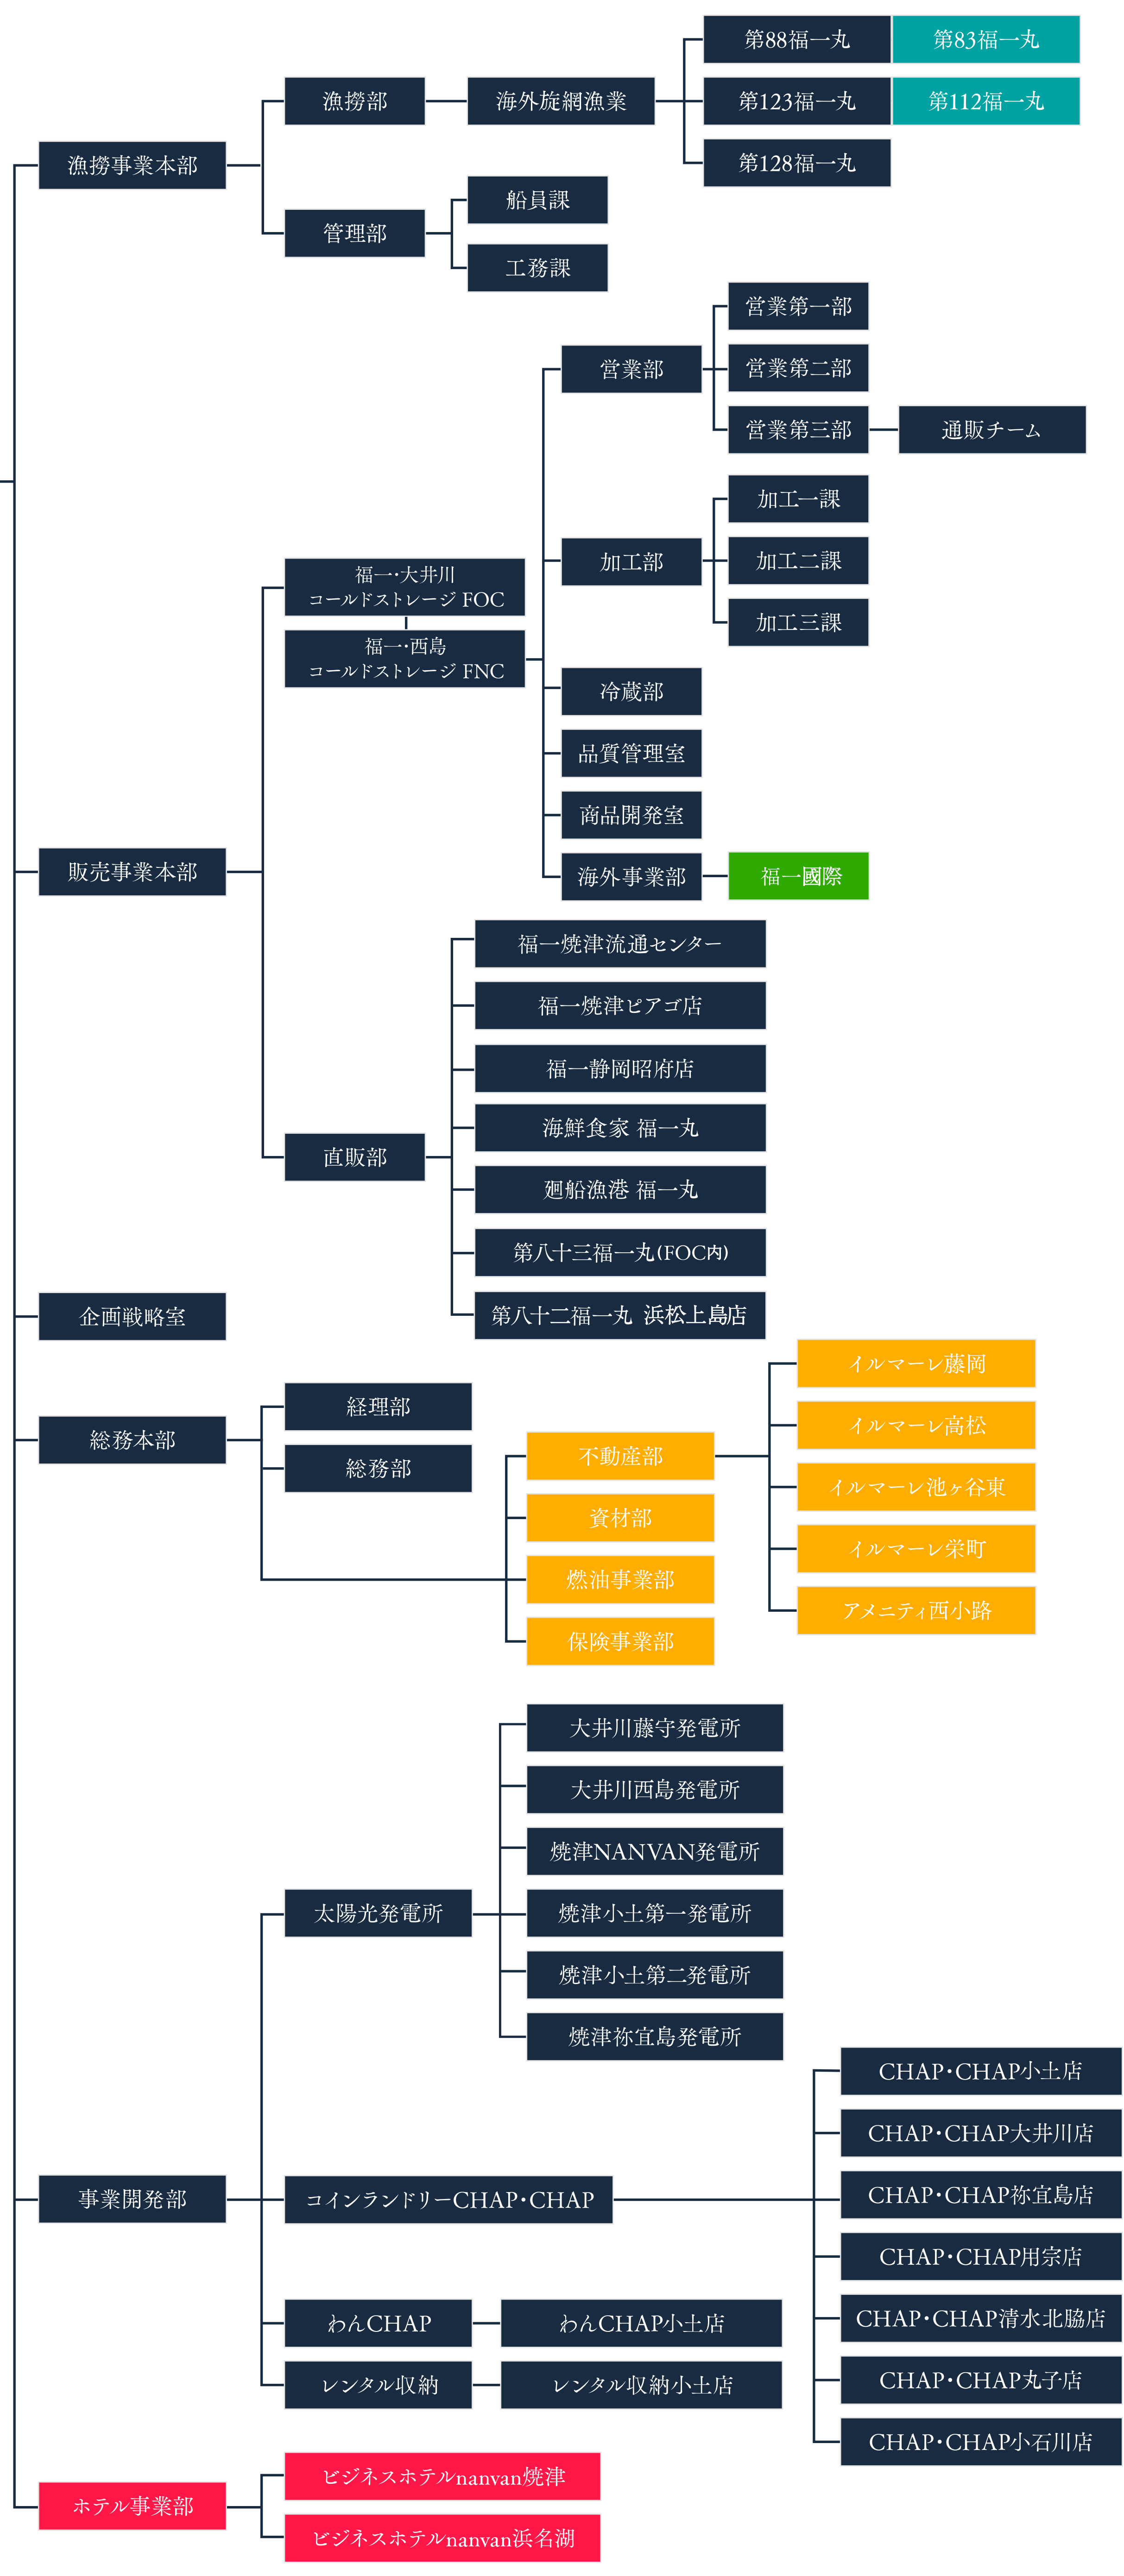 漁撈事業本部
漁撈部
海外旋網漁業
第88福一丸
第83福一丸
第123福一丸
第112福一丸
第128福一丸
管理部
船員課
工務課
販売事業本部
福一・大井川
コールドストレージ FOC
福一・西島
コールドストレージ FNC
営業部
営業第一部
営業第二部
営業第三部
通販チーム
加工部
加工一課
加工二課
加工三課
冷蔵部
品質管理室
商品開発室
海外事業部
福一國際
直販部
福一焼津流通センター
福一焼津ピアゴ店
福一静岡昭府店
海鮮食家 福一丸
廻船漁港 福一丸
第八十三福一丸(FOC内)
第八十二福一丸 浜松上島店
企画戦略室
総務本部
経理部
総務部
不動産部
イルマーレ藤岡
イルマーレ高松
イルマーレ池ヶ谷東
イルマーレ栄町
アメニティ西小路
資材部
燃油事業部
保険事業部
事業開発部
太陽光発電所
大井川藤守発電所
大井川西島発電所
焼津NANVAN発電所
焼津小土第一発電所
焼津小土第二発電所
焼津祢宜島発電所
コインランドリーCHAP・CHAP
CHAP・CHAP小土店
CHAP・CHAP大井川店
CHAP・CHAP祢宜島店
CHAP・CHAP用宗店
CHAP・CHAP清水北脇店
CHAP・CHAP丸子店
CHAP・CHAP小石川店
わんCHAP
わんCHAP小土店
レンタル収納
レンタル収納小土店
ホテル事業部
ビジネスホテルnanvan焼津
ビジネスホテルnanvan浜名湖